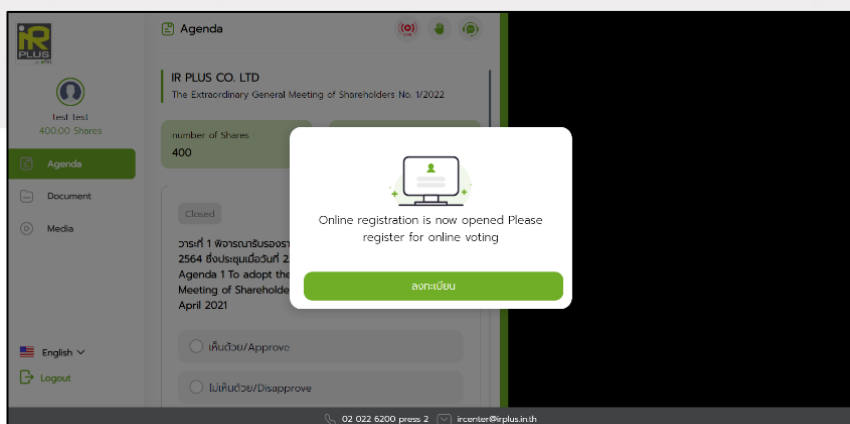 iR
PLUS
test test
400.00 Shares
Agenda
Document
Media
English
Logout
Agenda
IR PLUS CO. LTD
The Extraordinary General Meeting of Shareholders No. 1/2022
number of Shares
400
Closed
วาระที่ 1 พิจารณารับรองรา
2564 ซึ่งประชุมเมื่อวันที่ 2
Agenda 1 To adopt the
Meeting of Shareholde
April 2021
เห็นด้วย/Approve
ไม่เห็นด้วย/Disapprove
Online registration is now opened Please
register for online voting
ลงทะเบียน
02 022 6200 press 2 ircenter@irplus.in.th